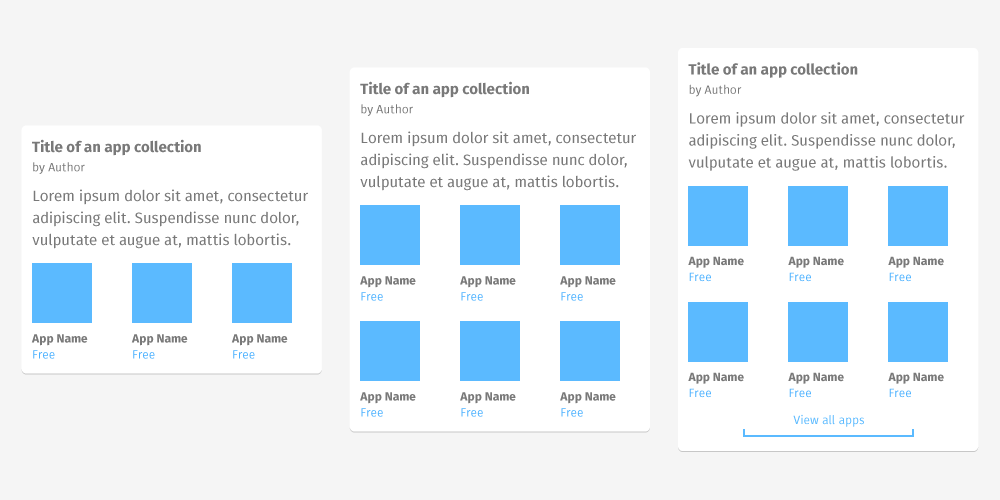 Title of an app collection
by Author
Lorem ipsum dolor sit amet, consectetur
adipiscing elit. Suspendisse nunc dolor,
vulputate et augue at, mattis lobortis.
App Name App Name App Name
Free Free Free
Title of an app collection
by Author
Lorem ipsum dolor sit amet, consectetur
adipiscing elit. Suspendisse nunc dolor,
vulputate et augue at, mattis lobortis.
App Name App Name App Name
Free Free Free
App Name App Name App Name
Free Free Free
Title of an app collection
by Author
Lorem ipsum dolor sit amet, consectetur
adipiscing elit. Suspendisse nunc dolor,
vulputate et augue at, mattis lobortis.
App Name App Name App Name
Free Free Free
App Name App Name App Name
Free Free Free
View all apps